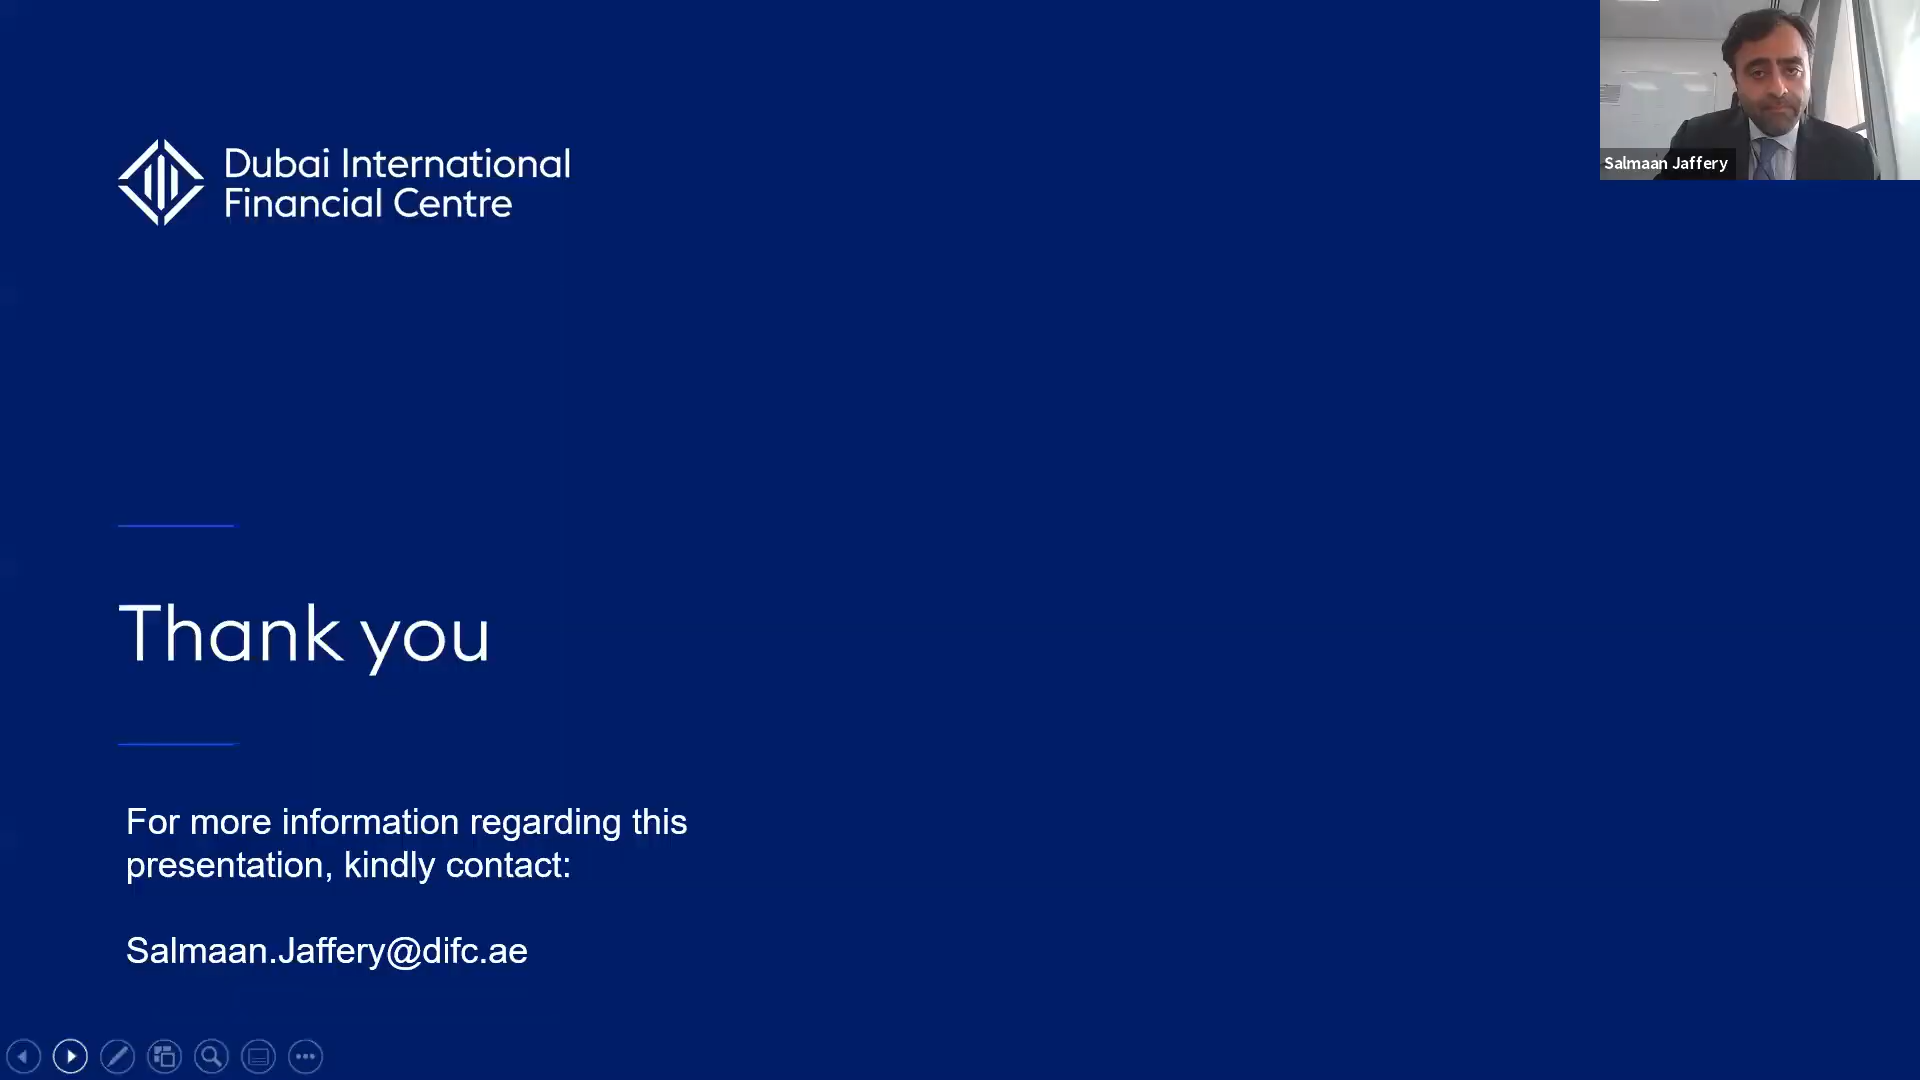 Dubai International
Financial Centre
Salmaan Jaffery
Thank you
For more information regarding this
presentation, kindly contact:
Salmaan.Jaffery@difc.ae